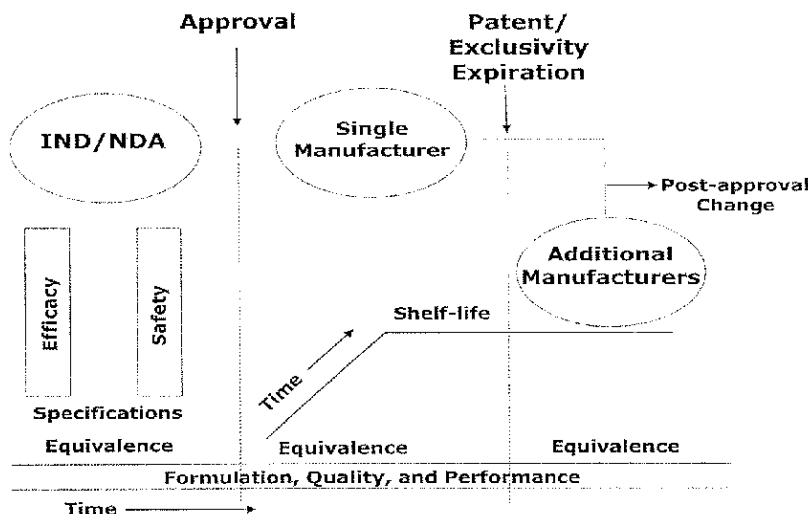 Approval
Patent/
Exclusivity
Expiration
IND/NDA
Single
Manufacturer
Post-approval
Change
Additional
Manufacturers
Efficacy
Safety
Shelf-life
Time
Specifications
Equivalence
Equivalence
Equivalence
Formulation, Quality, and Performance
Time